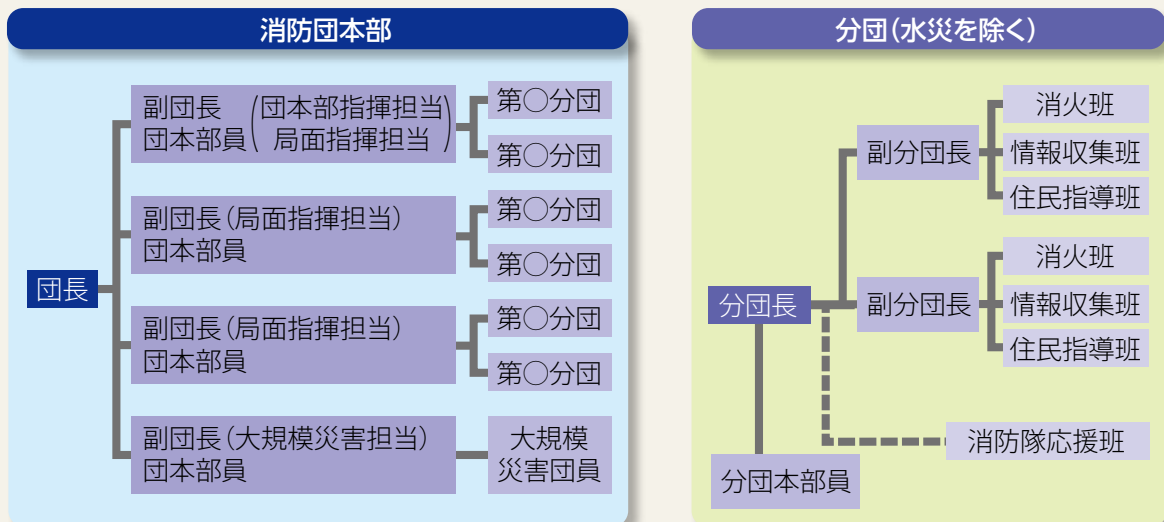 消防団本部
団長
副団長（団本部指揮担当
団本部員 局面指揮担当）
第○分団
第○分団
副団長（局面指揮担当）
団本部員
第○分団
第○分団
副団長（局面指揮担当）
団本部員
第○分団
第○分団
副団長（大規模災害担当）
団本部員
大規模
災害団員
分団（水災を除く）
分団長
副分団長
消火班
情報収集班
住民指導班
副分団長
消火班
情報収集班
住民指導班
消防隊応援班
分団本部員